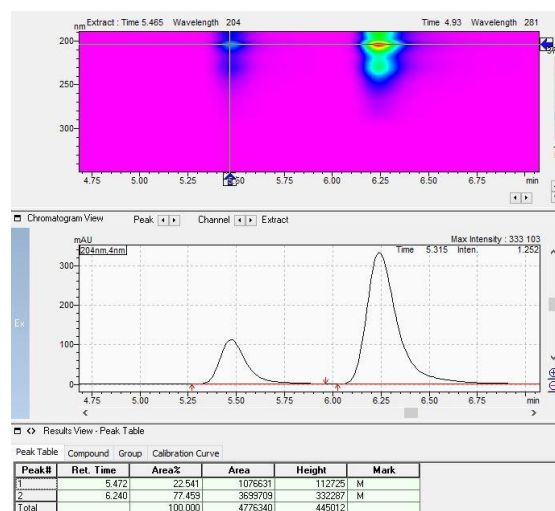 nm Extract : Time 5.465 Wavelength 204 Time 4.93 Wavelength 281
200
250
300
4.75 5.00 5.25 5.50 5.75 6.00 6.25 6.50 6.75 min
Chromatogram View Peak Channel Extract
mAU Max Intensity : 333 103
204nm,4nm Time 5.315 Inten. 1.252
300
200
100
0
4.75 5.00 5.25 5.50 5.75 6.00 6.25 6.50 6.75 min
Ex
Results View - Peak Table
Peak Table Compound Group Calibration Curve
Peak# Ret. Time Area% Area Height Mark
1 5.472 22.541 1076631 112725 M
2 6.240 77.459 3699709 332287 M
Total 100.000 4776340 445012